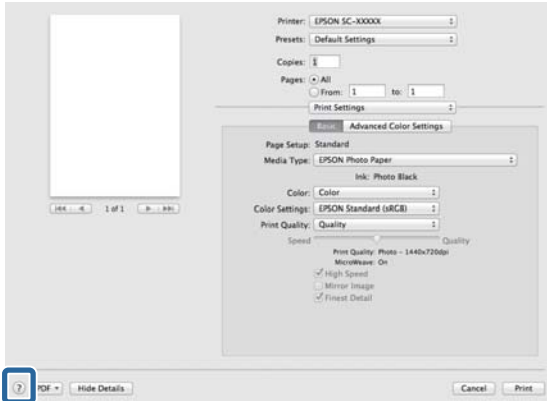 Printer: EPSON SC-XXXXX
Presets: Default Settings
Copies: 1
Pages: All
From: 1 to: 1
Print Settings
Basic Advanced Color Settings
Page Setup: Standard
Media Type: EPSON Photo Paper
Ink: Photo Black
Color: Color
Color Settings: EPSON Standard (sRGB)
Print Quality: Quality
Speed Quality
Print Quality: Photo - 1440x720dpi
MicroWeave: On
High Speed
Mirror Image
Finest Detail
1 of 1
? PDF Hide Details Cancel Print